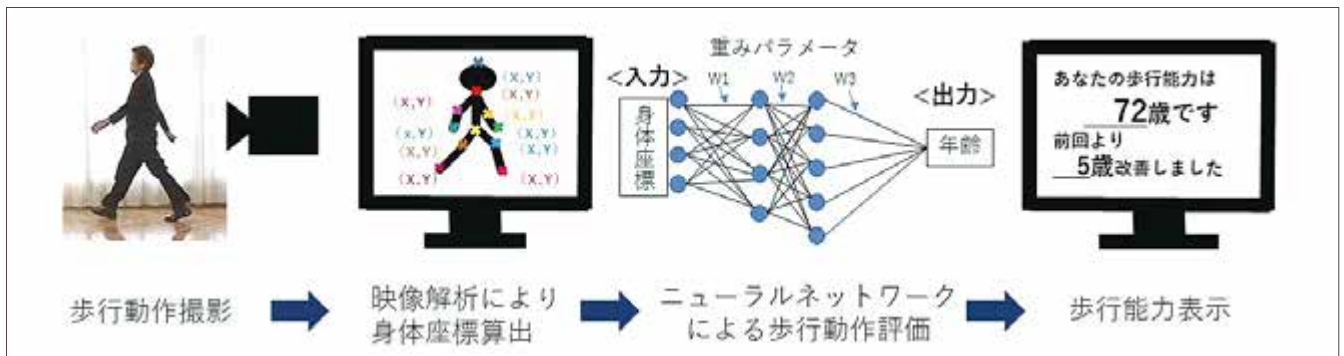 重みパラメータ
W1
W2
W3
<入力>
身体座標
<出力>
年齢
(X,Y)
(X,Y)
(X,Y)
(X,Y)
(X,Y)
(X,Y)
(X,Y)
(X,Y)
(X,Y)
(X,Y)
(X,Y)
あなたの歩行能力は
72歳です
前回より
5歳改善しました
歩行動作撮影
映像解析により
身体座標算出
ニューラルネットワーク
による歩行動作評価
歩行能力表示